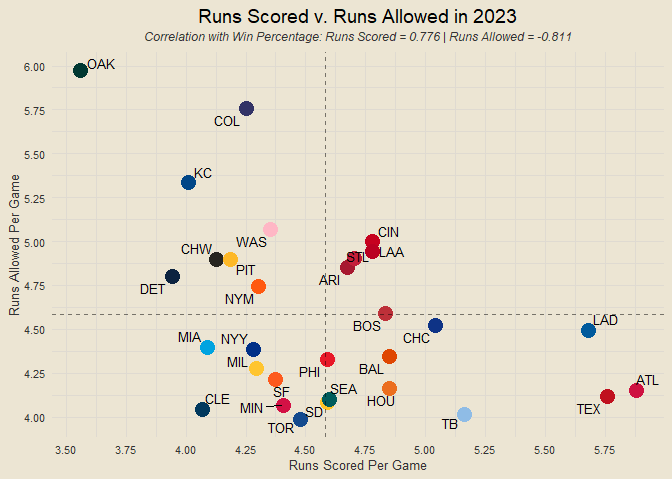 Runs Scored v. Runs Allowed in 2023
Correlation with Win Percentage: Runs Scored = 0.776 | Runs Allowed = -0.811
Runs Allowed Per Game
6.00
5.75
5.50
5.25
5.00
4.75
4.50
4.25
4.00
OAK
COL
KC
WAS
CIN
CHW
STL
LAA
PIT
ARI
DET
NYM
LAD
BOS
CHC
MIA
NYY
MIL
PHI
BAL
ATL
SF
SEA
CLE
HOU
MIN
SD
TEX
TOR
TB
3.50
3.75
4.00
4.25
4.50
4.75
5.00
5.25
5.50
5.75
Runs Scored Per Game